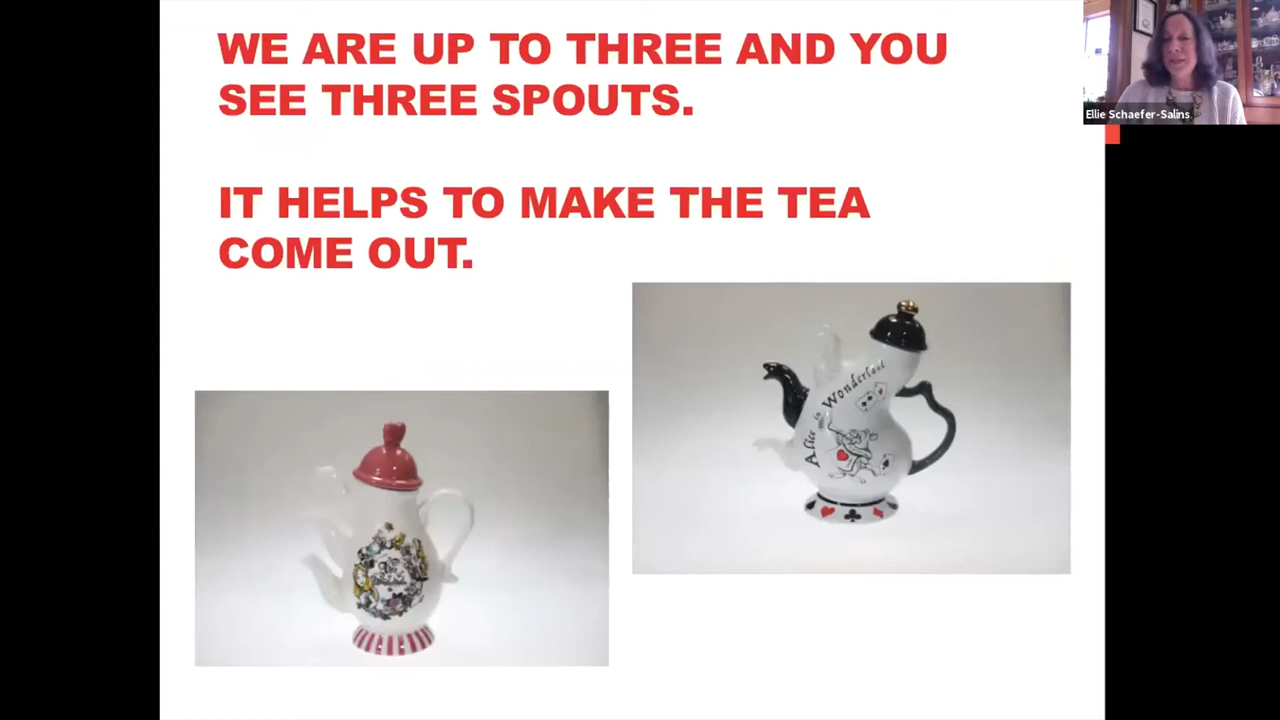 WE ARE UP TO THREE AND YOU
SEE THREE SPOUTS.
IT HELPS TO MAKE THE TEA
COME OUT.
Ellie Schaefer-Salins
Alice in Wonderland